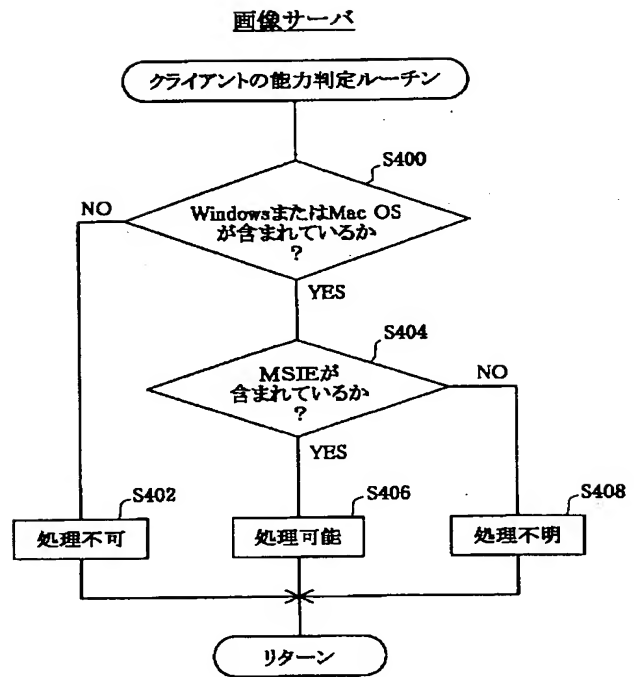 画像サーバ
クライアントの能力判定ルーチン
S400
NO
WindowsまたはMac OS
が含まれているか
?
YES
S404
MSIEが
含まれているか
?
NO
YES
S402
S406
S408
処理不可
処理可能
処理不明
リターン